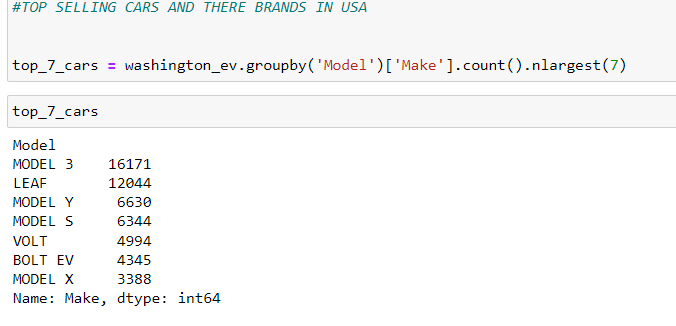 #TOP SELLING CARS AND THERE BRANDS IN USA
top_7_cars = washington_ev.groupby('Model')['Make'].count().nlargest(7)
top_7_cars
Model
MODEL 3    16171
LEAF       12044
MODEL Y     6630
MODEL S     6344
VOLT        4994
BOLT EV     4345
MODEL X     3388
Name: Make, dtype: int64